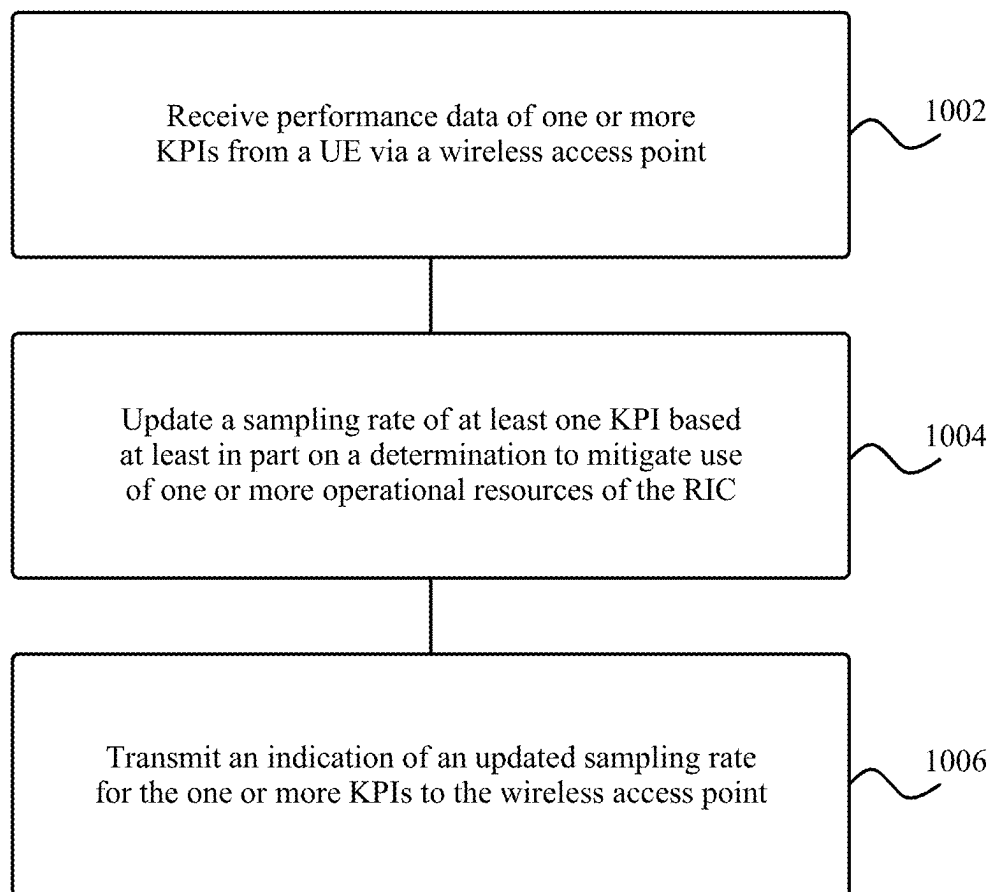 Receive performance data of one or more
KPIs from a UE via a wireless access point
1002
Update a sampling rate of at least one KPI based
at least in part on a determination to mitigate use
of one or more operational resources of the RIC
1004
Transmit an indication of an updated sampling rate
for the one or more KPIs to the wireless access point
1006